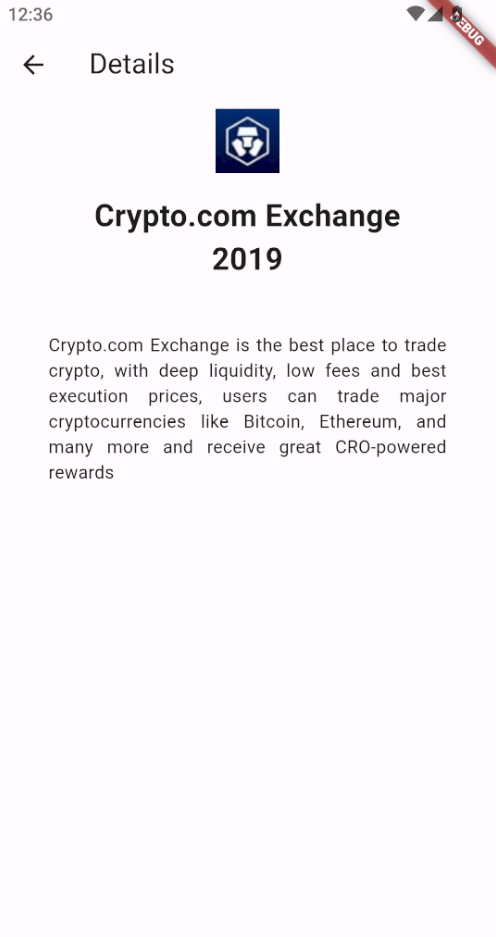 12:36
DEBUG
Details
Crypto.com Exchange
2019
Crypto.com Exchange is the best place to trade
crypto, with deep liquidity, low fees and best
execution prices, users can trade major
cryptocurrencies like Bitcoin, Ethereum, and
many more and receive great CRO-powered
rewards